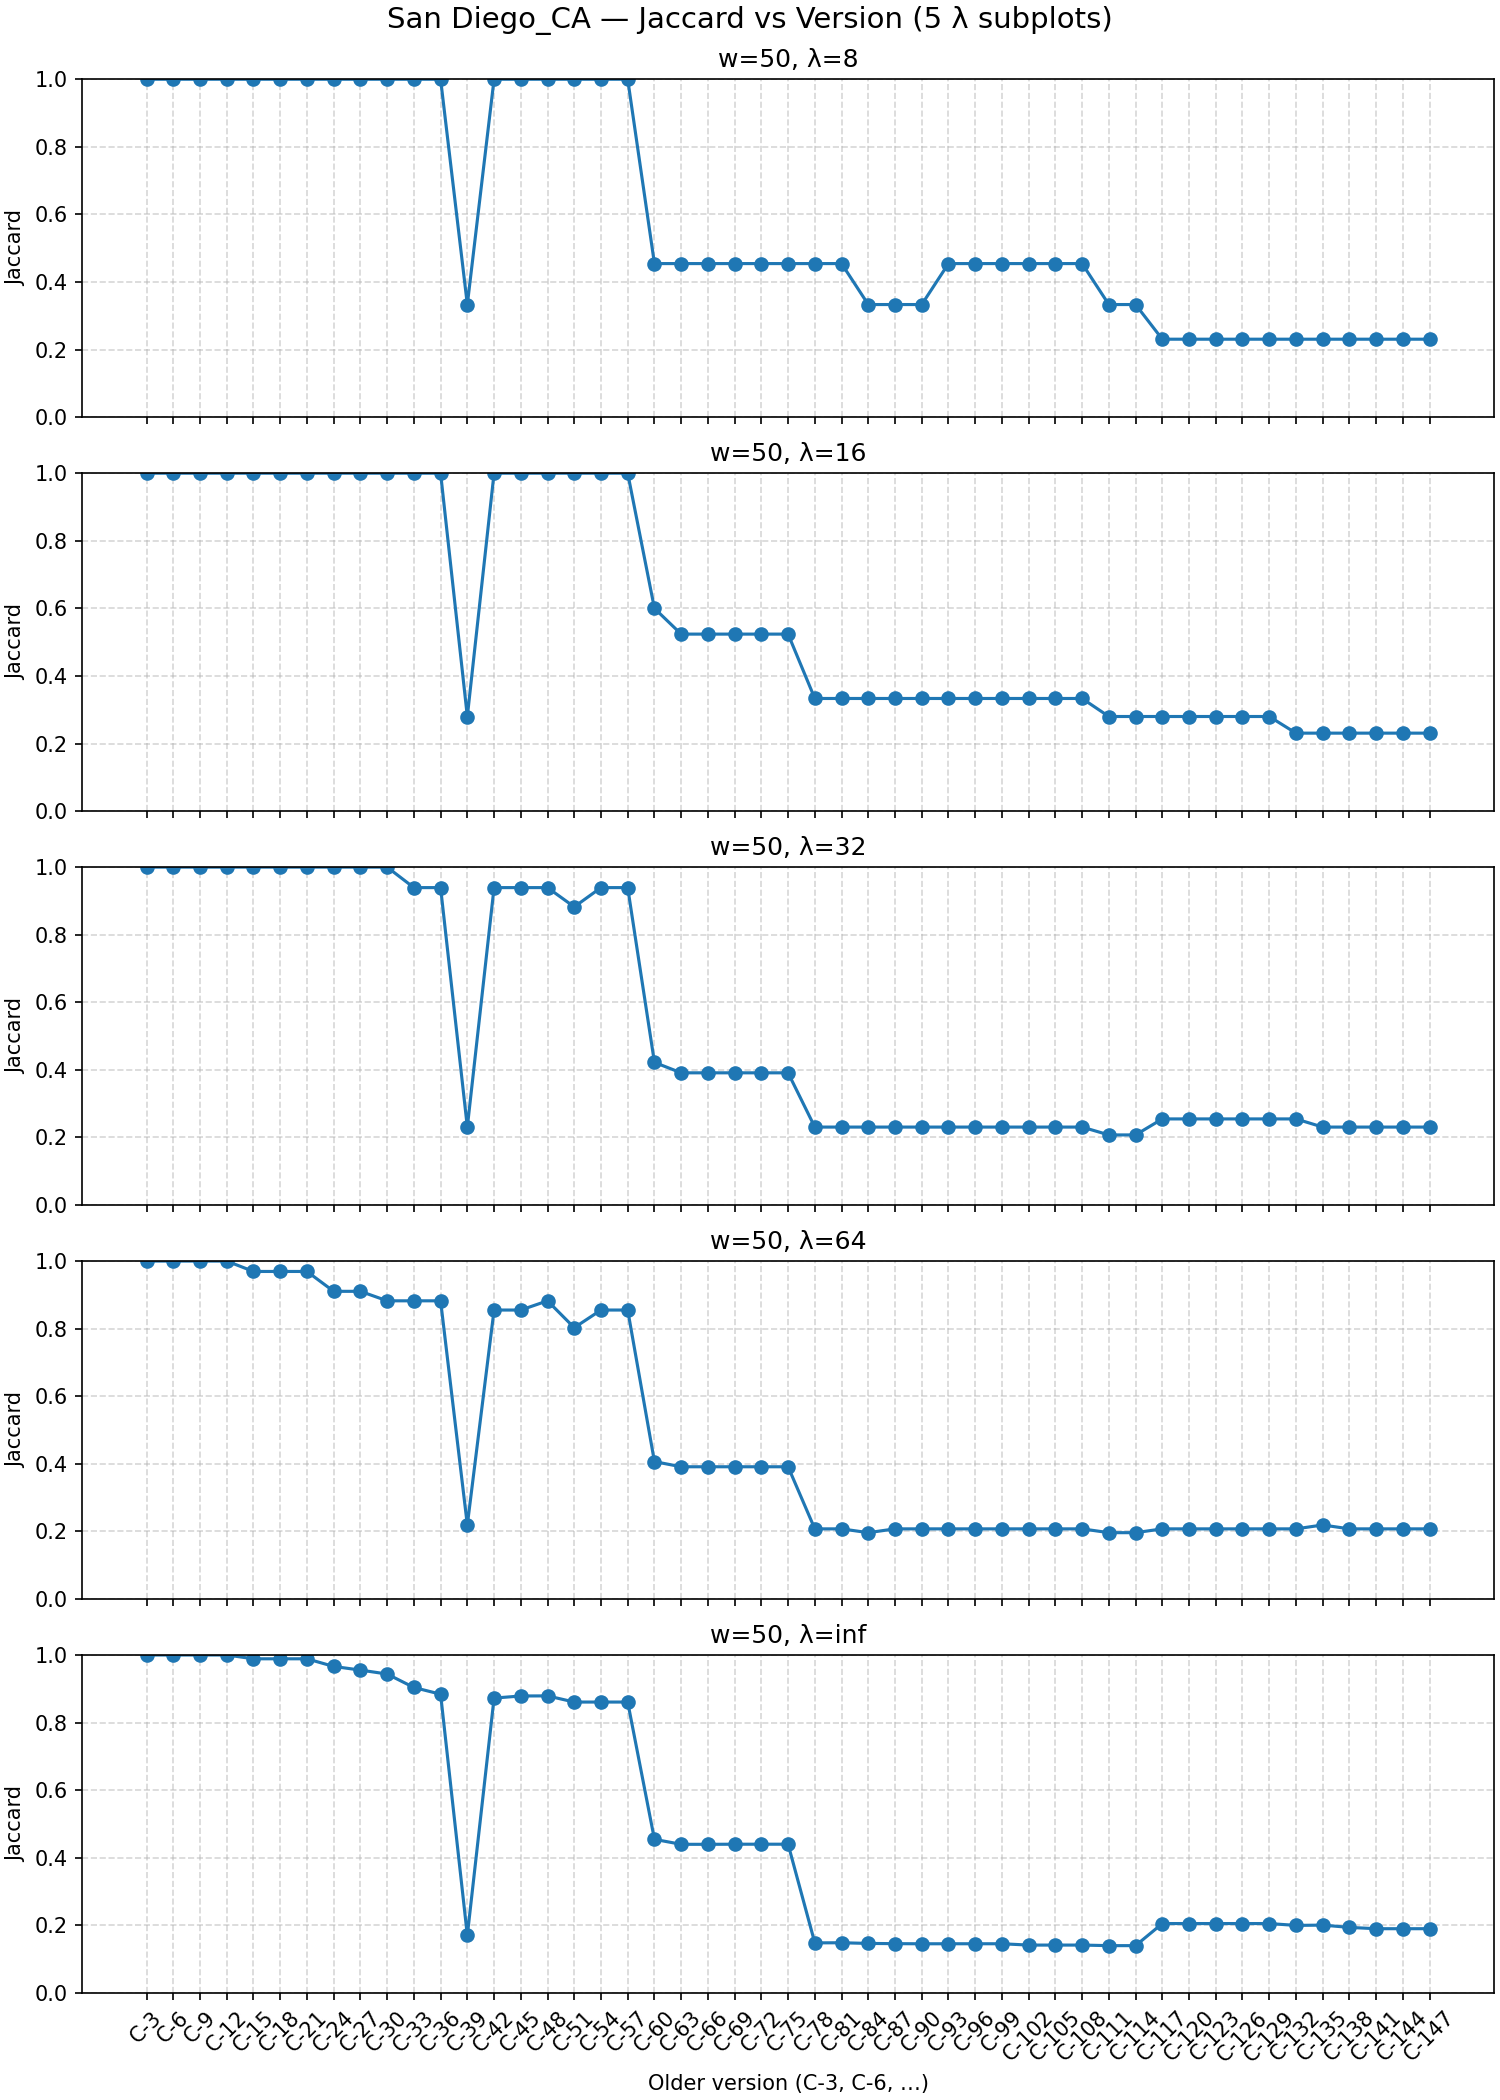 San Diego_CA — Jaccard vs Version (5 λ subplots)
w=50, λ=8
Jaccard
1.0
0.8
0.6
0.4
0.2
0.0
w=50, λ=16
Jaccard
1.0
0.8
0.6
0.4
0.2
0.0
w=50, λ=32
Jaccard
1.0
0.8
0.6
0.4
0.2
0.0
w=50, λ=64
Jaccard
1.0
0.8
0.6
0.4
0.2
0.0
w=50, λ=inf
Jaccard
1.0
0.8
0.6
0.4
0.2
0.0
C-3 C-6 C-9 C-12 C-15 C-18 C-21 C-24 C-27 C-30 C-33 C-36 C-39 C-42 C-45 C-48 C-51 C-54 C-57 C-60 C-63 C-66 C-69 C-72 C-75 C-78 C-81 C-84 C-87 C-90 C-93 C-96 C-99 C-102 C-105 C-108 C-111 C-114 C-117 C-120 C-123 C-126 C-129 C-132 C-135 C-138 C-141 C-144 C-147
Older version (C-3, C-6, ...)